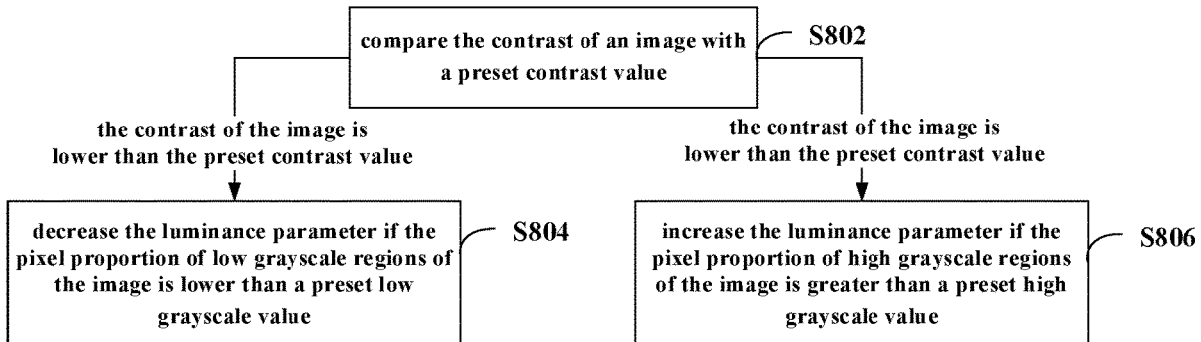 compare the contrast of an image with
a preset contrast value
S802
the contrast of the image is
lower than the preset contrast value
the contrast of the image is
lower than the preset contrast value
decrease the luminance parameter if the
pixel proportion of low grayscale regions of
the image is lower than a preset low
grayscale value
S804
increase the luminance parameter if the
pixel proportion of high grayscale regions
of the image is greater than a preset high
grayscale value
S806